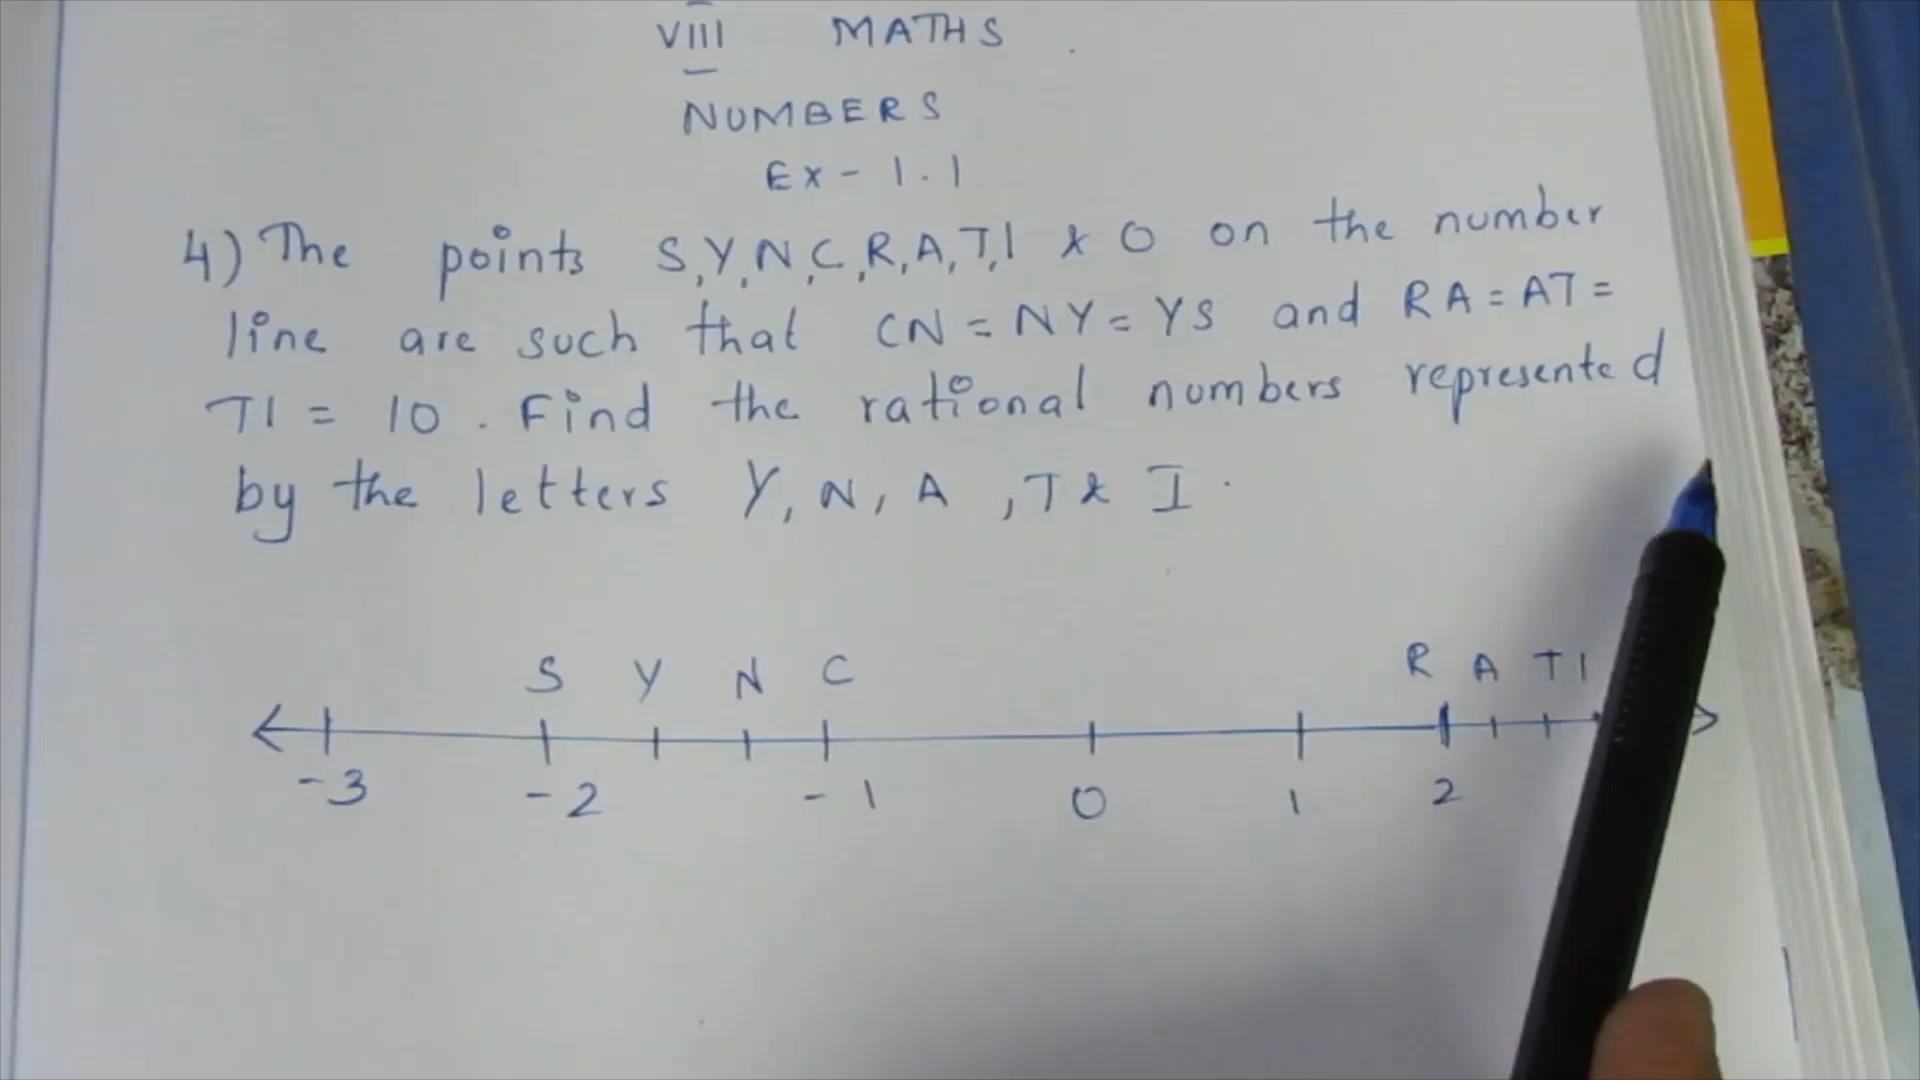 VIII MATHS
NUMBERS
Ex - 1.1
4) The points S,Y,N,C,R,A,T,I & O on the number
line are such that CN = NY = YS and RA = AT =
TI = 10. Find the rational numbers represented
by the letters Y, N, A, T & I.
S Y N C R A T I
-3 -2 -1 0 1 2